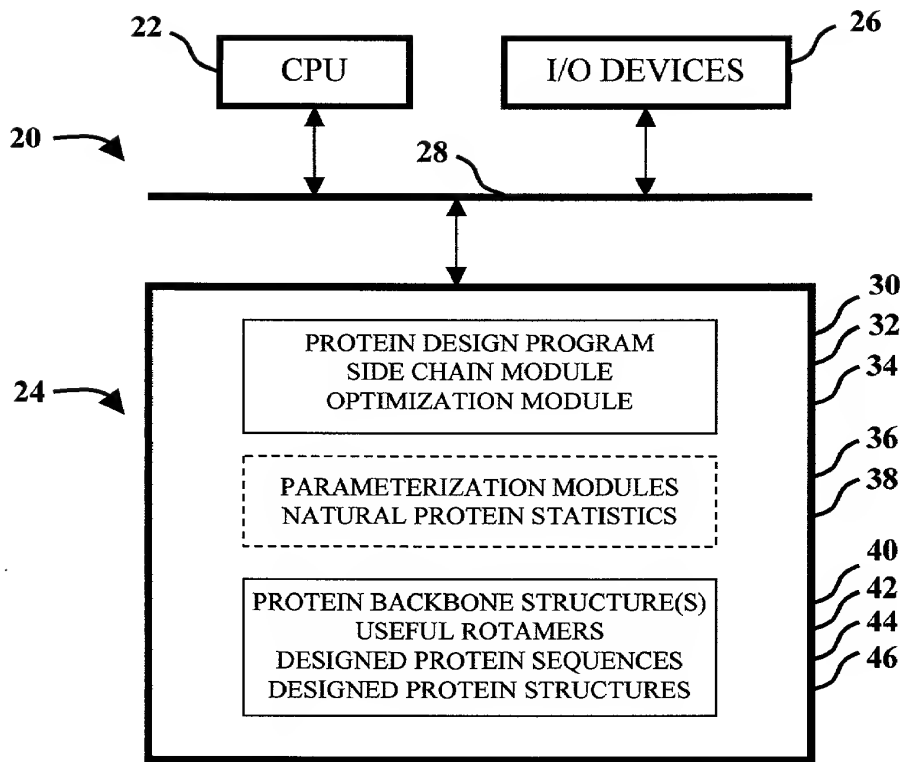 22
CPU
I/O DEVICES
26
20
28
30
PROTEIN DESIGN PROGRAM
32
SIDE CHAIN MODULE
34
OPTIMIZATION MODULE
24
36
PARAMETERIZATION MODULES
38
NATURAL PROTEIN STATISTICS
40
PROTEIN BACKBONE STRUCTURE(S)
42
USEFUL ROTAMERS
44
DESIGNED PROTEIN SEQUENCES
46
DESIGNED PROTEIN STRUCTURES